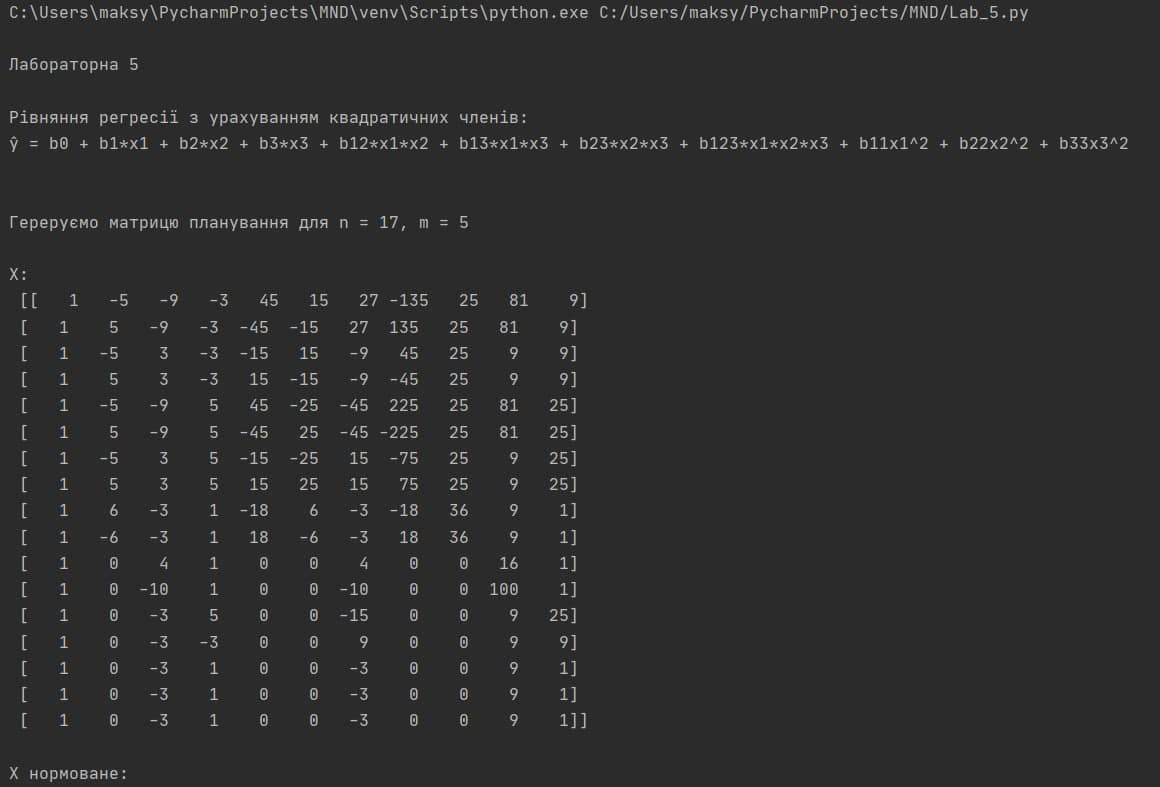 C:\Users\maksy\PycharmProjects\MND\venv\Scripts\python.exe C:/Users/maksy/PycharmProjects/MND/Lab_5.py
Лабораторна 5
Рівняння регресії з урахуванням квадратичних членів:
ŷ = b0 + b1*x1 + b2*x2 + b3*x3 + b12*x1*x2 + b13*x1*x3 + b23*x2*x3 + b123*x1*x2*x3 + b11x1^2 + b22x2^2 + b33x3^2
Гереруємо матрицю планування для n = 17, m = 5
X:
[[   1   -5   -9   -3   45   15   27 -135   25   81    9]
[   1    5   -9   -3  -45  -15   27  135   25   81    9]
[   1   -5    3   -3  -15   15   -9   45   25    9    9]
[   1    5    3   -3   15  -15   -9  -45   25    9    9]
[   1   -5   -9    5   45  -25  -45  225   25   81   25]
[   1    5   -9    5  -45   25  -45 -225   25   81   25]
[   1   -5    3    5  -15  -25   15  -75   25    9   25]
[   1    5    3    5   15   25   15   75   25    9   25]
[   1    6   -3    1  -18    6   -3  -18   36    9    1]
[   1   -6   -3    1   18   -6   -3   18   36    9    1]
[   1    0    4    1    0    0    4    0    0   16    1]
[   1    0  -10    1    0    0  -10    0    0  100    1]
[   1    0   -3    5    0    0  -15    0    0    9   25]
[   1    0   -3   -3    0    0    9    0    0    9    9]
[   1    0   -3    1    0    0   -3    0    0    9    1]
[   1    0   -3    1    0    0   -3    0    0    9    1]
[   1    0   -3    1    0    0   -3    0    0    9    1]]
X нормоване: